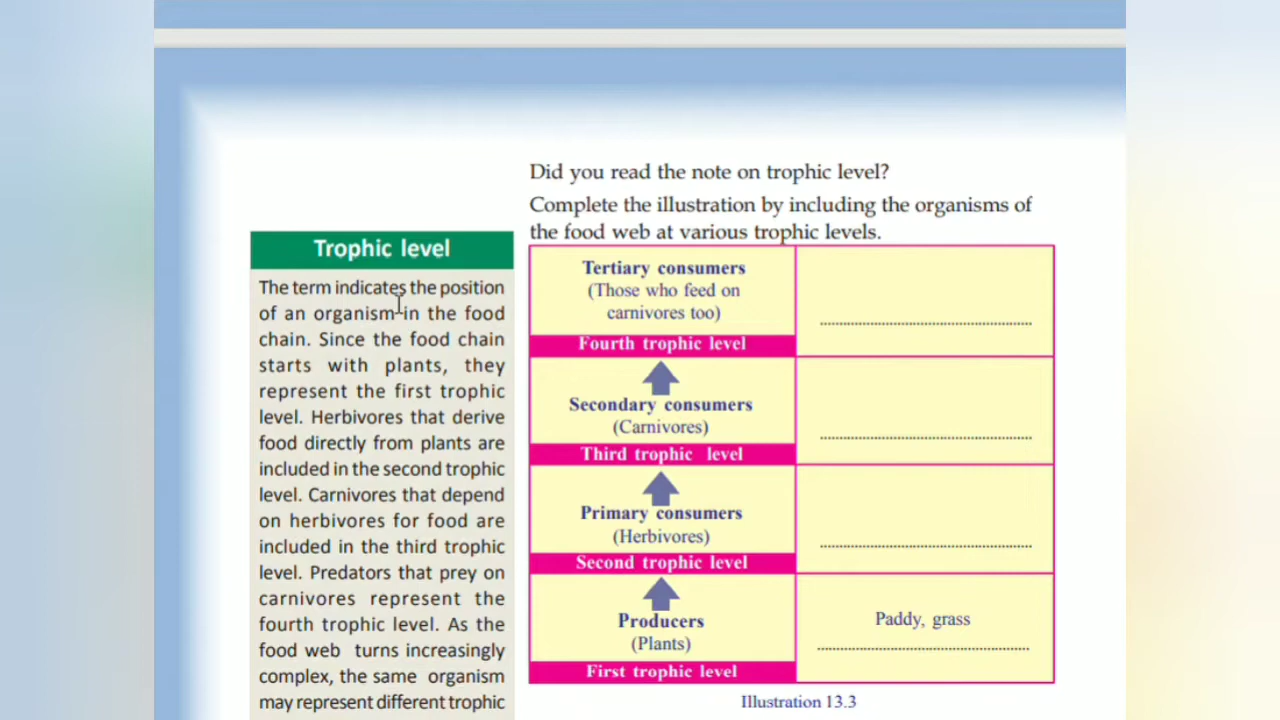 Did you read the note on trophic level?
Complete the illustration by including the organisms of
the food web at various trophic levels.
Trophic level
The term indicates the position
of an organism in the food
chain. Since the food chain
starts with plants, they
represent the first trophic
level. Herbivores that derive
food directly from plants are
included in the second trophic
level. Carnivores that depend
on herbivores for food are
included in the third trophic
level. Predators that prey on
carnivores represent the
fourth trophic level. As the
food web turns increasingly
complex, the same organism
may represent different trophic
Tertiary consumers
(Those who feed on
carnivores too)
....................................................
Fourth trophic level
Secondary consumers
(Carnivores)
....................................................
Third trophic level
Primary consumers
(Herbivores)
....................................................
Second trophic level
Producers
(Plants)
Paddy, grass
....................................................
First trophic level
Illustration 13.3